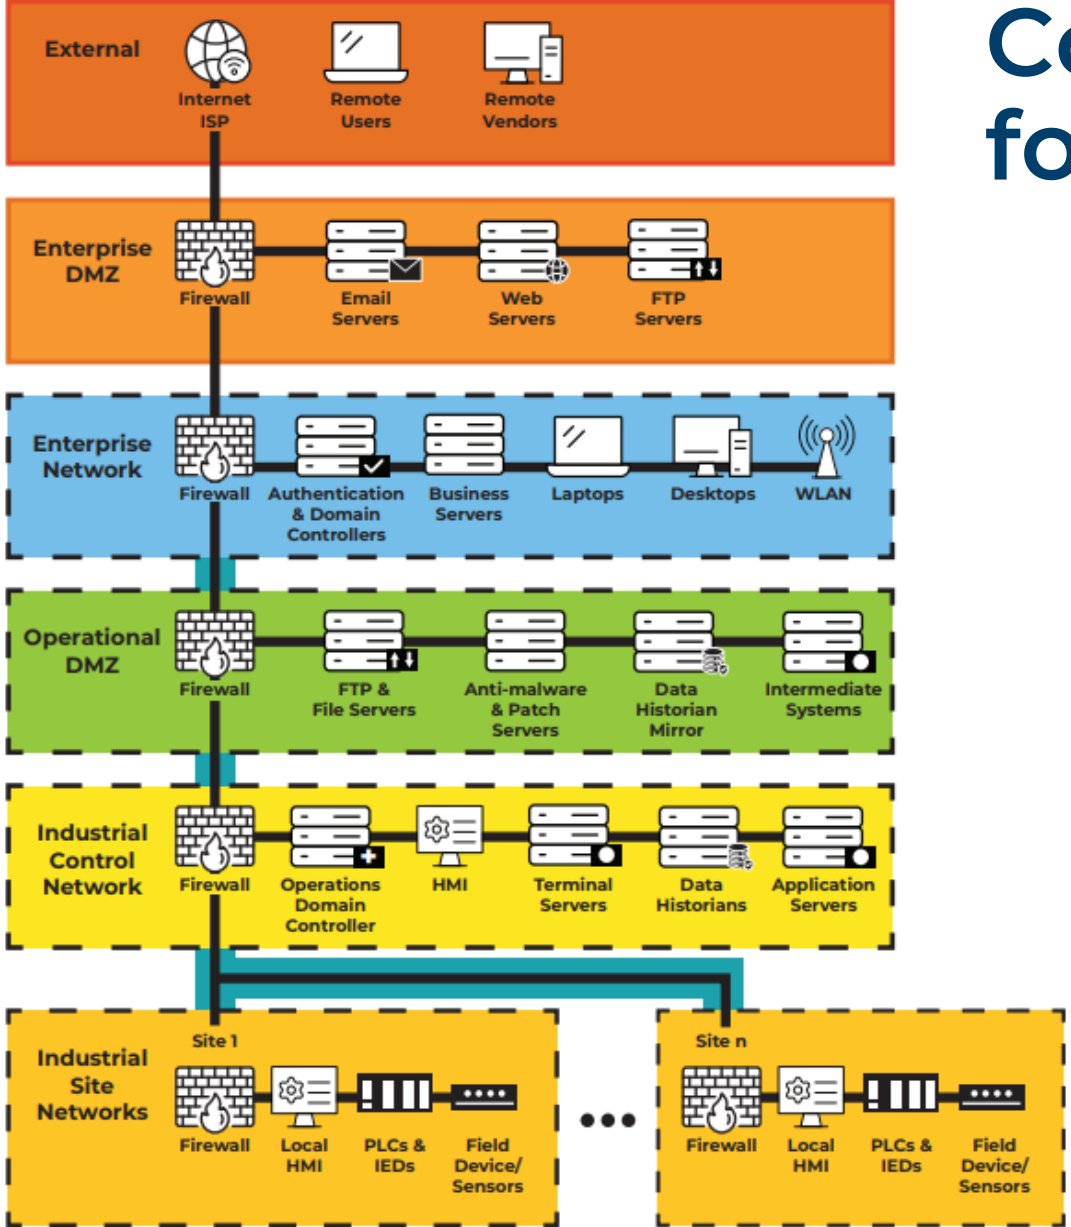 Ce
fo
External
Internet
ISP
Remote
Users
Remote
Vendors
Enterprise
DMZ
Firewall
Email
Servers
Web
Servers
FTP
Servers
Enterprise
Network
Firewall
Authentication
& Domain
Controllers
Business
Servers
Laptops
Desktops
WLAN
Operational
DMZ
Firewall
FTP &
File Servers
Anti-malware
& Patch
Servers
Data
Historian
Mirror
Intermediate
Systems
Industrial
Control
Network
Firewall
Operations
Domain
Controller
HMI
Terminal
Servers
Data
Historians
Application
Servers
Industrial
Site
Networks
Site 1
Firewall
Local
HMI
PLCs &
IEDs
Field
Device/
Sensors
Site n
Firewall
Local
HMI
PLCs &
IEDs
Field
Device/
Sensors